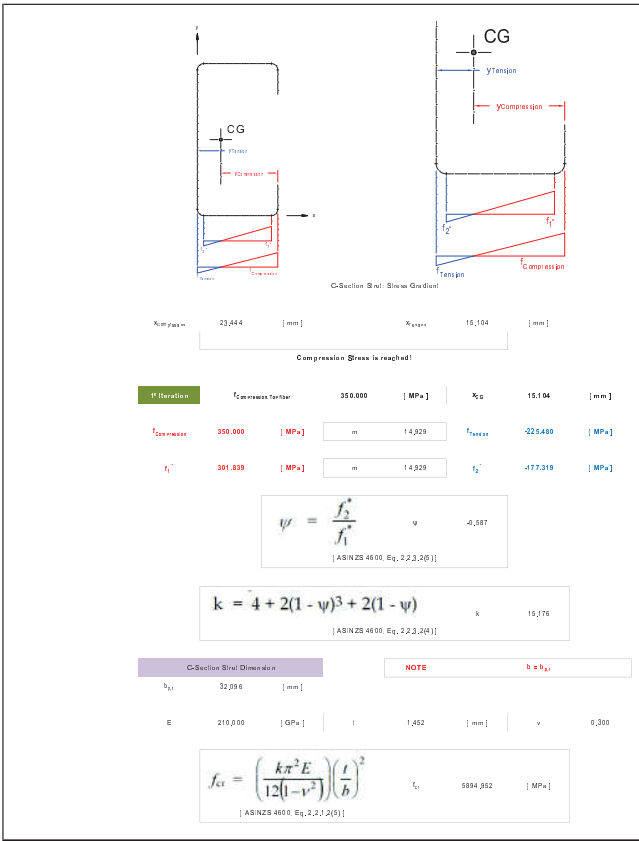 y
CG
CG
yTension
yTension
yCompression
yCompression
x
f2*
f1*
f2*
f1*
fCompression
fTension
fCompression
fTension
C-Section Strut: Stress Gradient
xCompression 23,444 [ mm ] xTension 15,104 [ mm ]
Compression Stress is reached!
1ª Iteration fCompression,Top fiber 350.000 [ MPa ] xCG 15.104 [ mm ]
fCompression 350.000 [ MPa ] m 14,929 fTension -225.480 [ MPa ]
f1* 301.839 [ MPa ] m 14,929 f2* -177.319 [ MPa ]
ψ = f2* / f1* ψ -0,587
[ AS/NZS 4600, Eq. 2,2,3,2(5) ]
k = 4 + 2(1 - ψ)3 + 2(1 - ψ) k 15,176
[ AS/NZS 4600, Eq. 2,2,3,2(4) ]
C-Section Strut Dimension NOTE b = bp,f
bp,f 32,096 [ mm ]
E 210,000 [ GPa ] t 1,452 [ mm ] v 0,300
fcr = (kπ2E / 12(1−ν2)) (t / b)2 fcr 5894,952 [ MPa ]
[ AS/NZS 4600, Eq. 2,2,1,2(5) ]